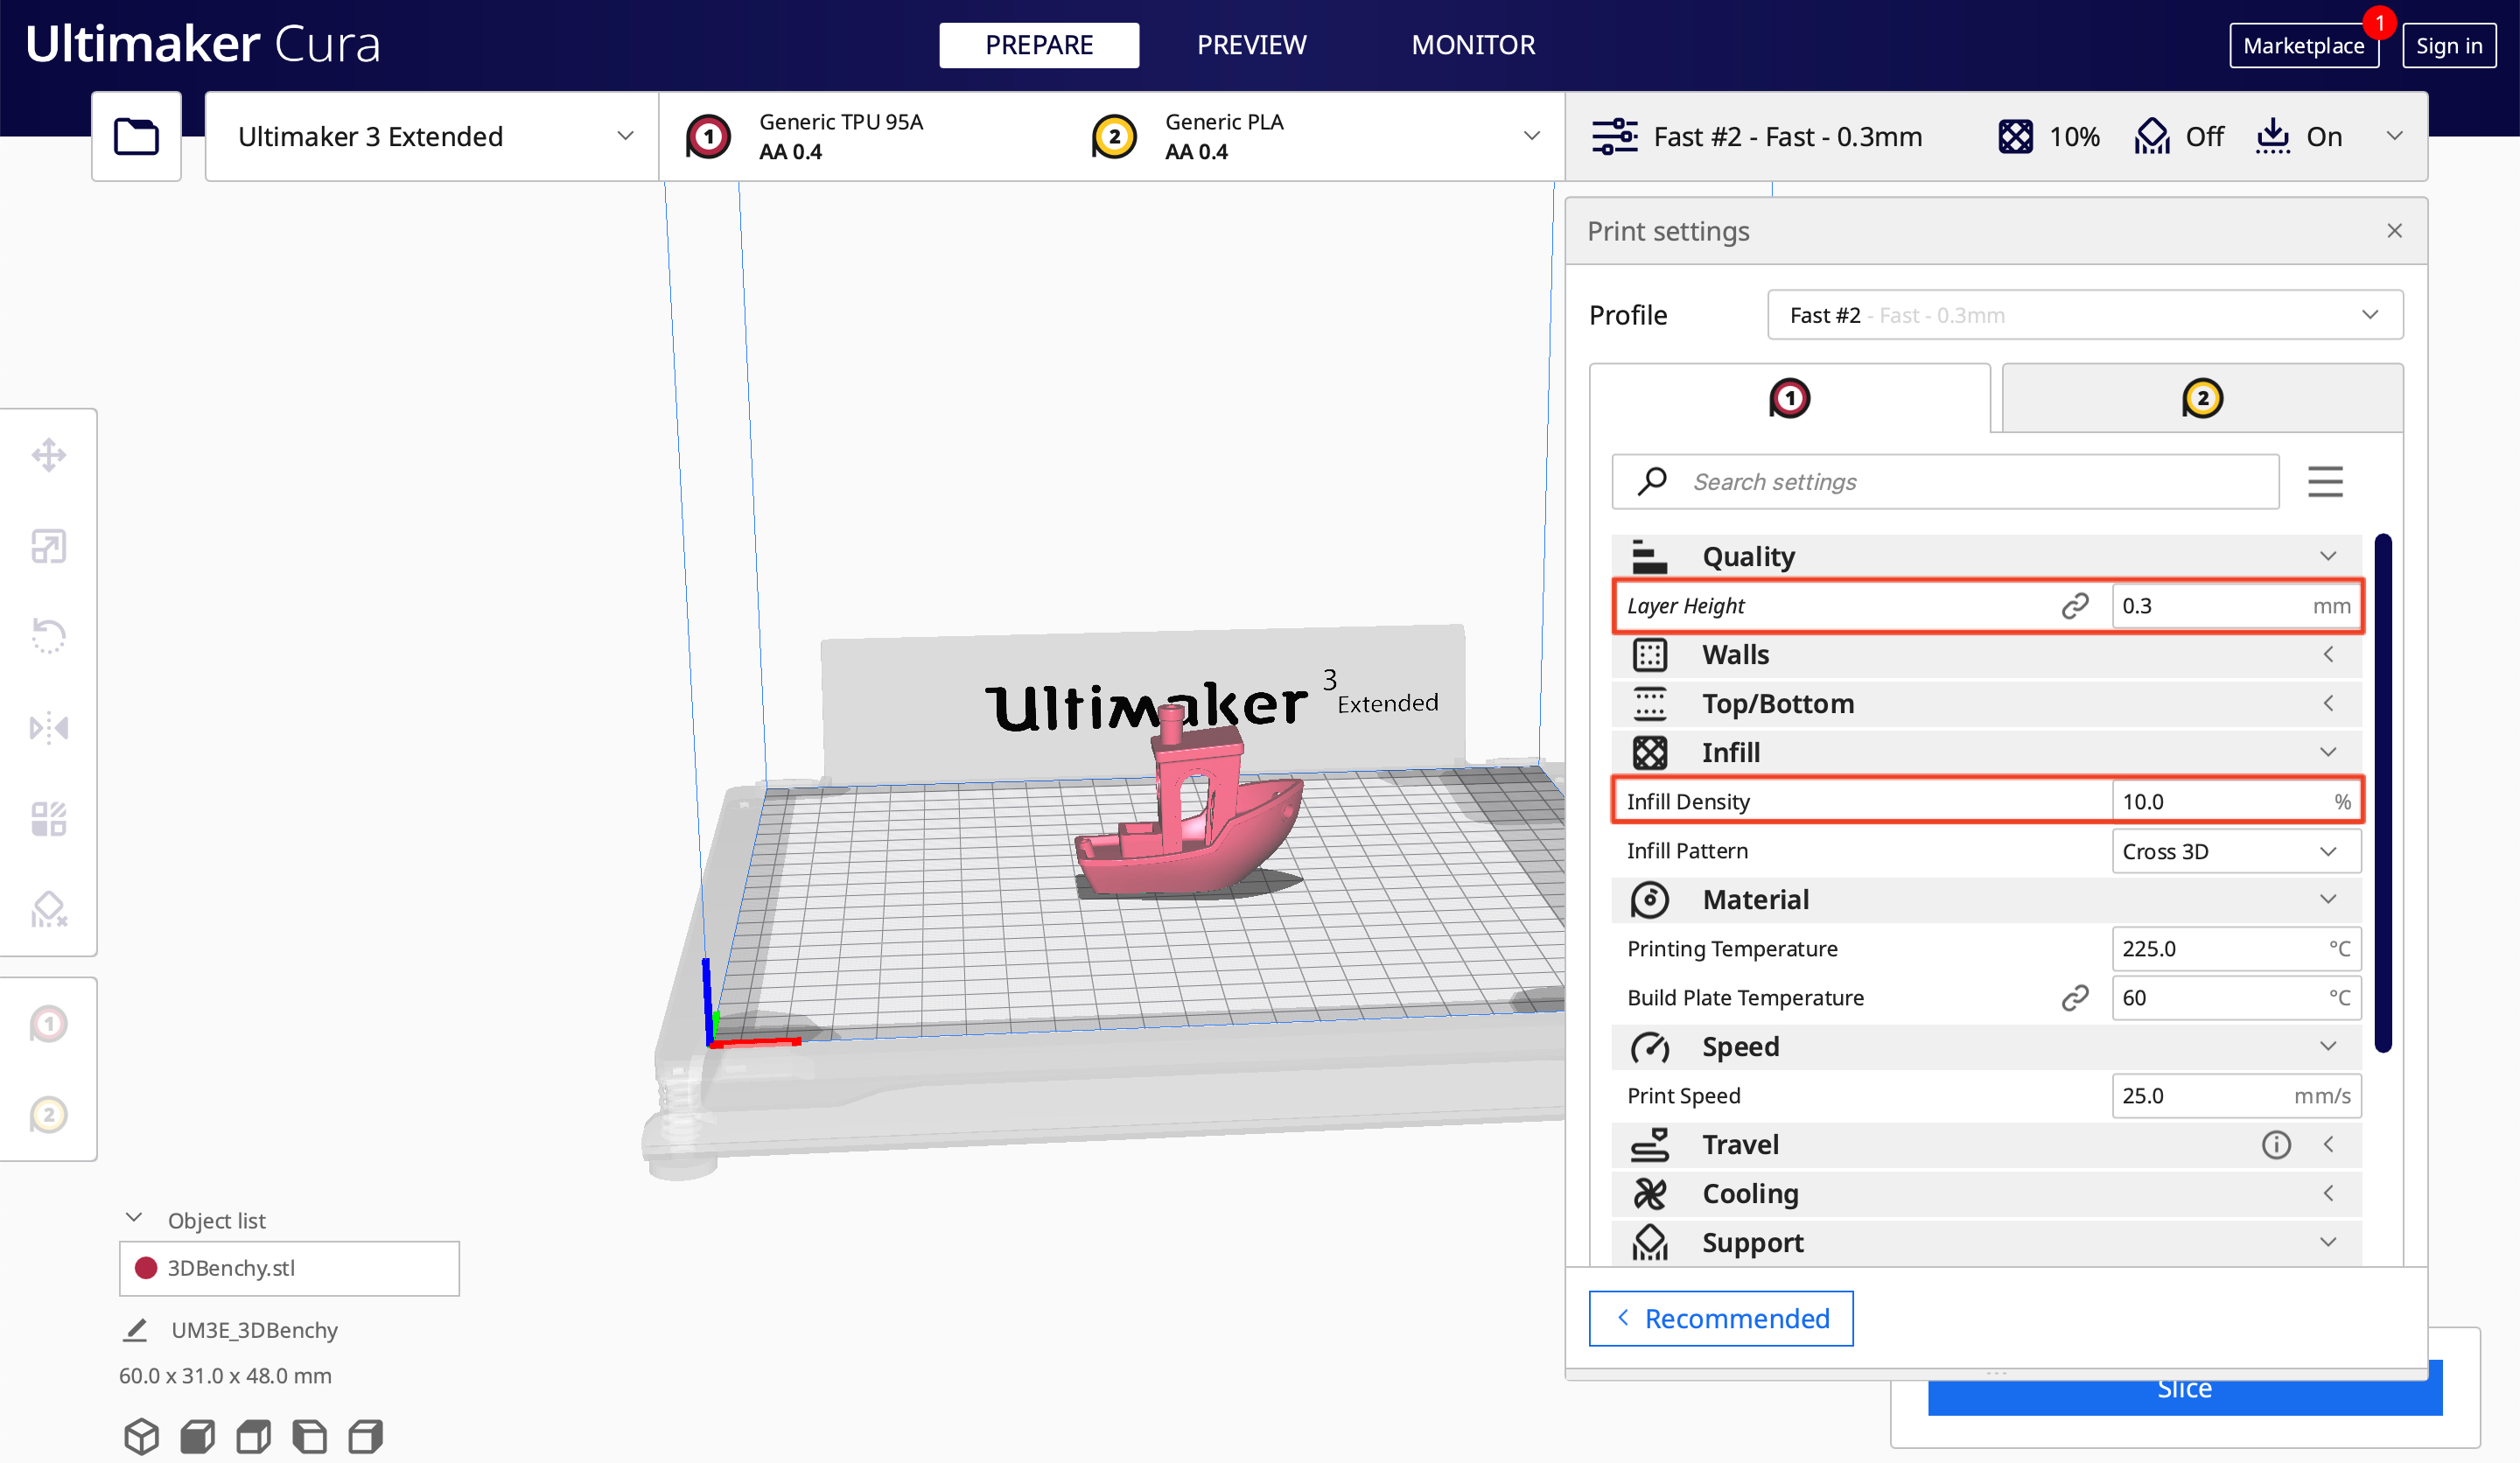 Ultimaker Cura
PREPARE
PREVIEW
MONITOR
Marketplace
1
Sign in
Ultimaker 3 Extended
1
Generic TPU 95A
AA 0.4
2
Generic PLA
AA 0.4
Fast #2 - Fast - 0.3mm
10%
Off
On
Print settings
Profile
Fast #2 - Fast - 0.3mm
1
2
Search settings
Quality
Layer Height 0.3 mm
Walls
Top/Bottom
Infill
Infill Density 10.0 %
Infill Pattern Cross 3D
Material
Printing Temperature 225.0 °C
Build Plate Temperature 60 °C
Speed
Print Speed 25.0 mm/s
Travel
Cooling
Support
Recommended
Slice
Ultimaker 3
Extended
1
2
Object list
3DBenchy.stl
UM3E_3DBenchy
60.0 x 31.0 x 48.0 mm